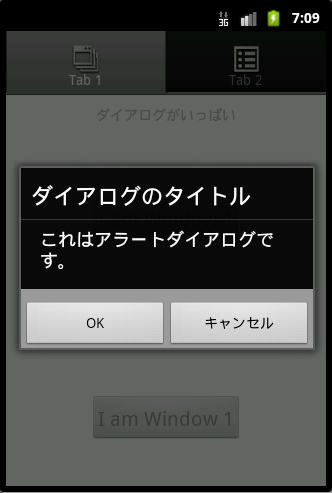 3G 7:09
Tab 1 Tab 2
ダイアログがいっぱい
ダイアログのタイトル
これはアラートダイアログで
す。
OK キャンセル
I am Window 1